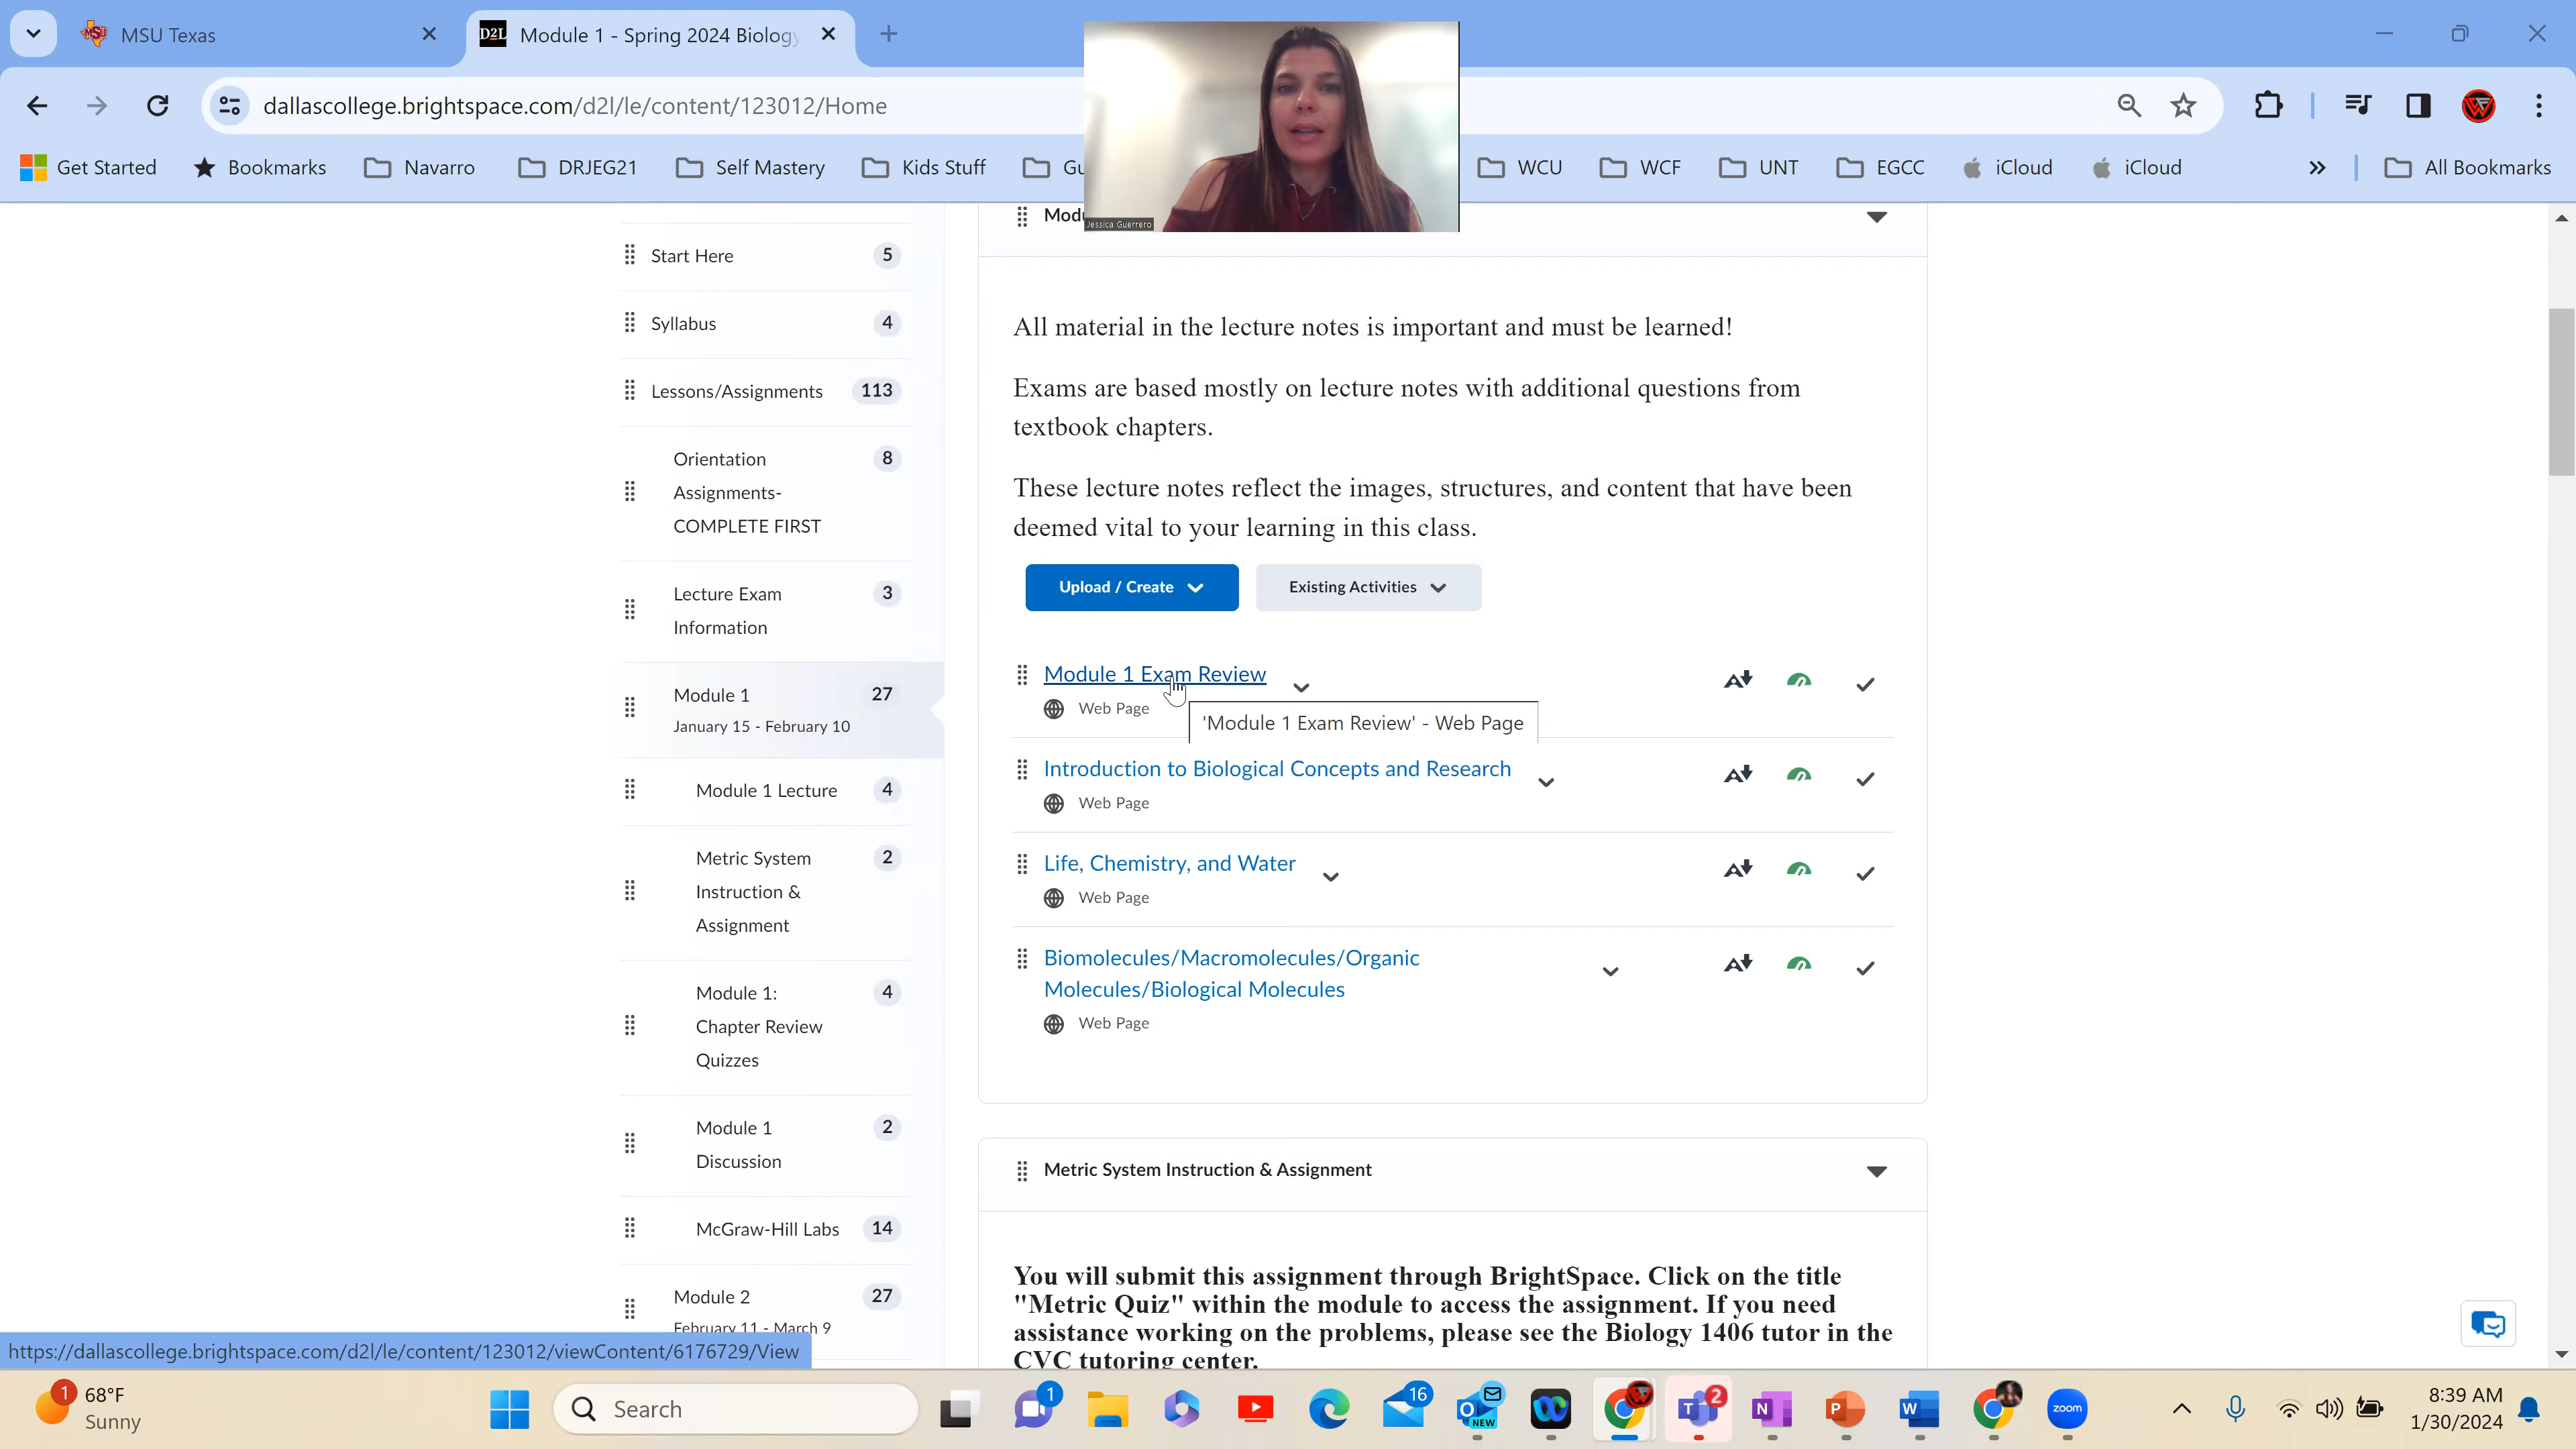 MSU Texas
D2L Module 1 - Spring 2024 Biology
dallascollege.brightspace.com/d2l/le/content/123012/Home
Get Started Bookmarks Navarro DRJEG21 Self Mastery Kids Stuff Gu WCU WCF UNT EGCC iCloud iCloud All Bookmarks
Jessica Guerrero
Start Here 5
Syllabus 4
Lessons/Assignments 113
Orientation 8
Assignments-
COMPLETE FIRST
Lecture Exam 3
Information
Module 1 27
January 15 - February 10
Module 1 Lecture 4
Metric System 2
Instruction &
Assignment
Module 1: 4
Chapter Review
Quizzes
Module 1 2
Discussion
McGraw-Hill Labs 14
Module 2 27
February 11 - March 9
Modu
All material in the lecture notes is important and must be learned!
Exams are based mostly on lecture notes with additional questions from
textbook chapters.
These lecture notes reflect the images, structures, and content that have been
deemed vital to your learning in this class.
Upload / Create Existing Activities
Module 1 Exam Review
Web Page
'Module 1 Exam Review' - Web Page
Introduction to Biological Concepts and Research
Web Page
Life, Chemistry, and Water
Web Page
Biomolecules/Macromolecules/Organic
Molecules/Biological Molecules
Web Page
Metric System Instruction & Assignment
You will submit this assignment through BrightSpace. Click on the title
"Metric Quiz" within the module to access the assignment. If you need
assistance working on the problems, please see the Biology 1406 tutor in the
CVC tutoring center.
https://dallascollege.brightspace.com/d2l/le/content/123012/viewContent/6176729/View
1 68°F
Sunny
Search
1 16 NEW 2 zoom
8:39 AM
1/30/2024